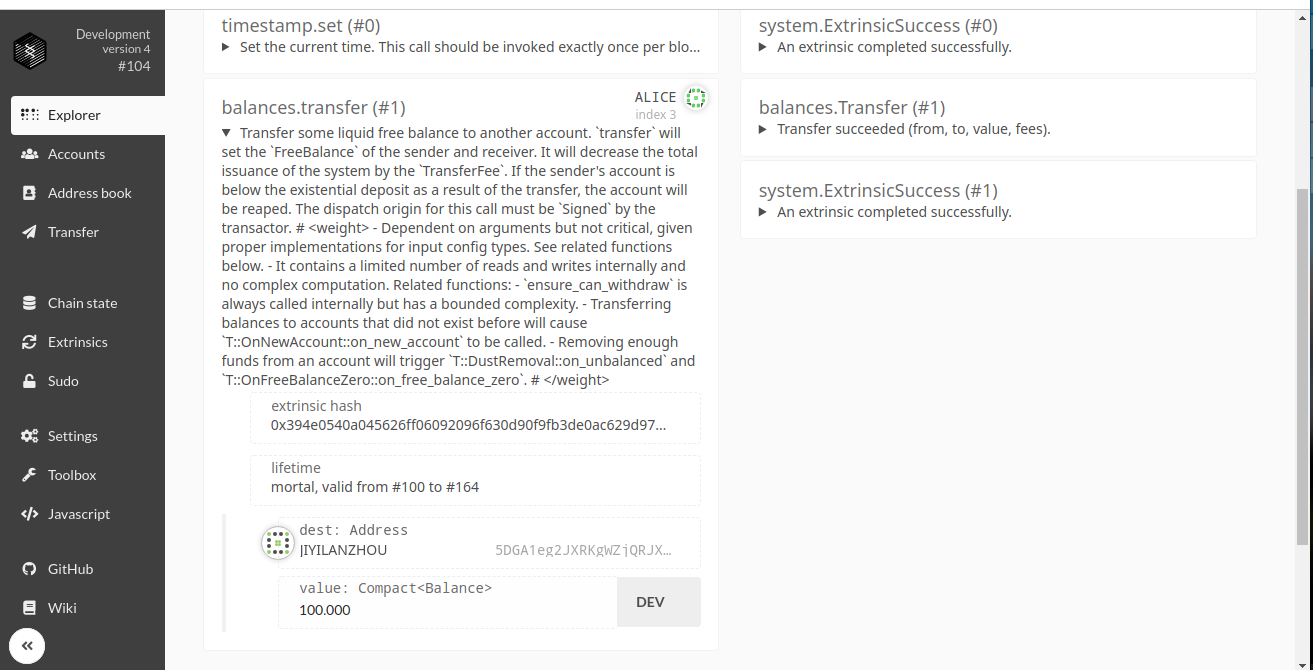 Development
version 4
#104
Explorer
Accounts
Address book
Transfer
Chain state
Extrinsics
Sudo
Settings
Toolbox
Javascript
GitHub
Wiki
timestamp.set (#0)
Set the current time. This call should be invoked exactly once per blo...
balances.transfer (#1)
ALICE
index 3
Transfer some liquid free balance to another account. `transfer` will
set the `FreeBalance` of the sender and receiver. It will decrease the total
issuance of the system by the `TransferFee`. If the sender's account is
below the existential deposit as a result of the transfer, the account will
be reaped. The dispatch origin for this call must be `Signed` by the
transactor. # <weight> - Dependent on arguments but not critical, given
proper implementations for input config types. See related functions
below. - It contains a limited number of reads and writes internally and
no complex computation. Related functions: - `ensure_can_withdraw` is
always called internally but has a bounded complexity. - Transferring
balances to accounts that did not exist before will cause
`T::OnNewAccount::on_new_account` to be called. - Removing enough
funds from an account will trigger `T::DustRemoval::on_unbalanced` and
`T::OnFreeBalanceZero::on_free_balance_zero`. # </weight>
extrinsic hash
0x394e0540a045626ff06092096f630d90f9fb3de0ac629d97...
lifetime
mortal, valid from #100 to #164
dest: Address
JIYILANZHOU
5DGA1eg2JXRKgWZjQRJX...
value: Compact<Balance>
100.000
DEV
system.ExtrinsicSuccess (#0)
An extrinsic completed successfully.
balances.Transfer (#1)
Transfer succeeded (from, to, value, fees).
system.ExtrinsicSuccess (#1)
An extrinsic completed successfully.